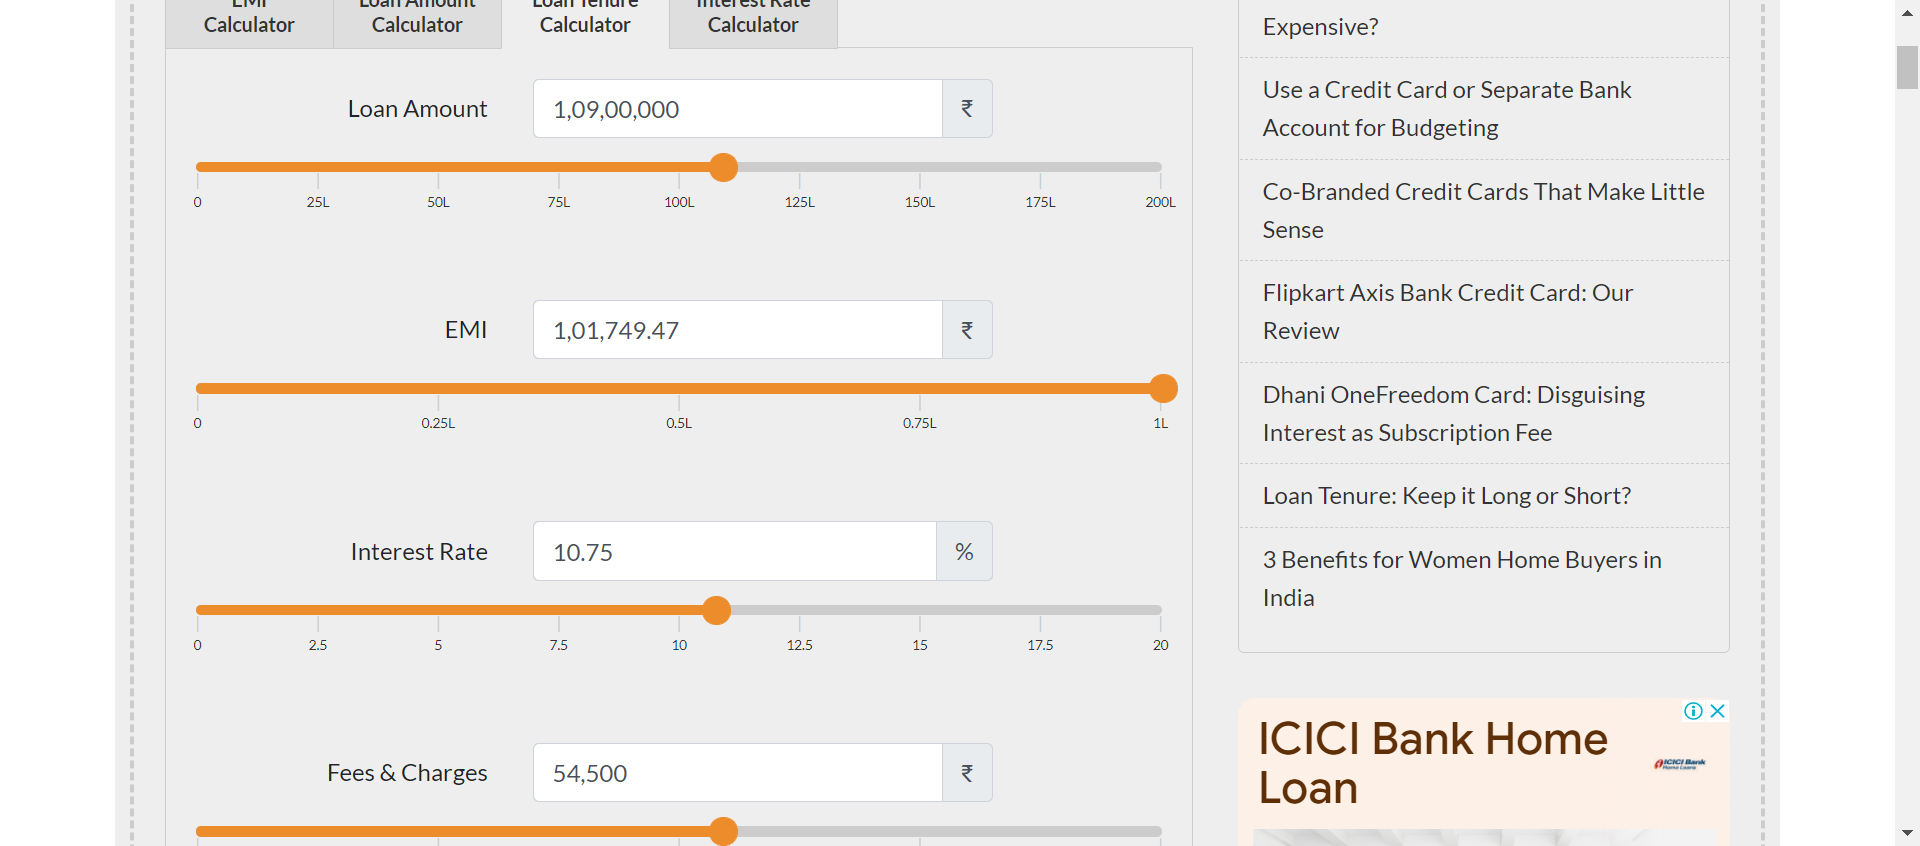 EMI
Calculator
Loan Amount
Calculator
Loan Tenure
Calculator
Interest Rate
Calculator
Loan Amount
1,09,00,000
₹
0 25L 50L 75L 100L 125L 150L 175L 200L
EMI
1,01,749.47
₹
0 0.25L 0.5L 0.75L 1L
Interest Rate
10.75
%
0 2.5 5 7.5 10 12.5 15 17.5 20
Fees & Charges
54,500
₹
Expensive?
Use a Credit Card or Separate Bank
Account for Budgeting
Co-Branded Credit Cards That Make Little
Sense
Flipkart Axis Bank Credit Card: Our
Review
Dhani OneFreedom Card: Disguising
Interest as Subscription Fee
Loan Tenure: Keep it Long or Short?
3 Benefits for Women Home Buyers in
India
ICICI Bank Home
Loan
ICICI Bank
Home Loans